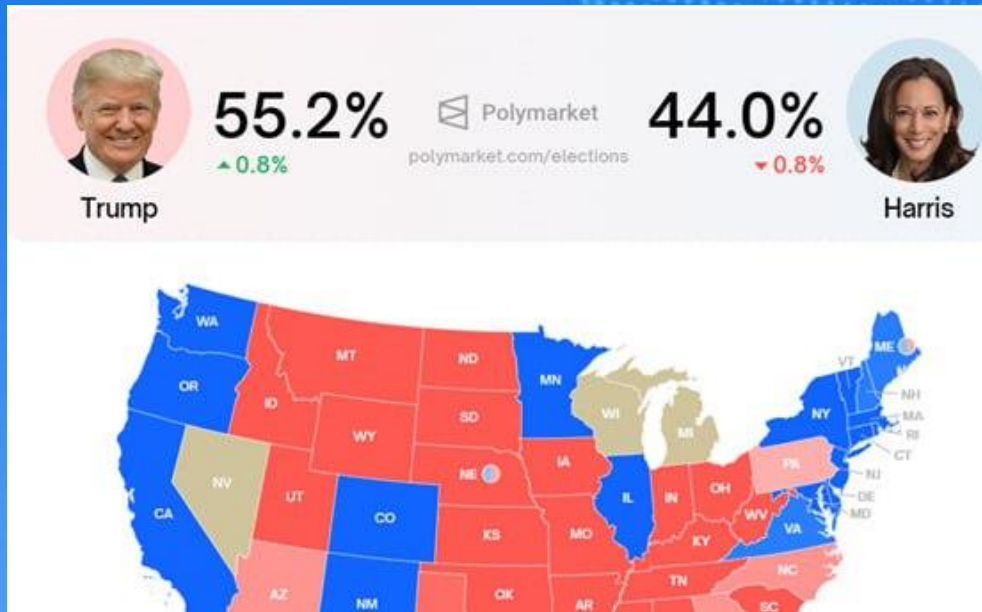 55.2%
0.8%
Trump
Polymarket
polymarket.com/elections
44.0%
0.8%
Harris
WA
MT
ND
MN
ME
VT
OR
ID
SD
WI
MI
NY
NH
MA
RI
CT
WY
IA
PA
NJ
NE
NV
UT
CO
IL
IN
OH
WV
DE
MD
CA
KS
MO
KY
VA
AZ
NM
OK
AR
TN
NC
SC